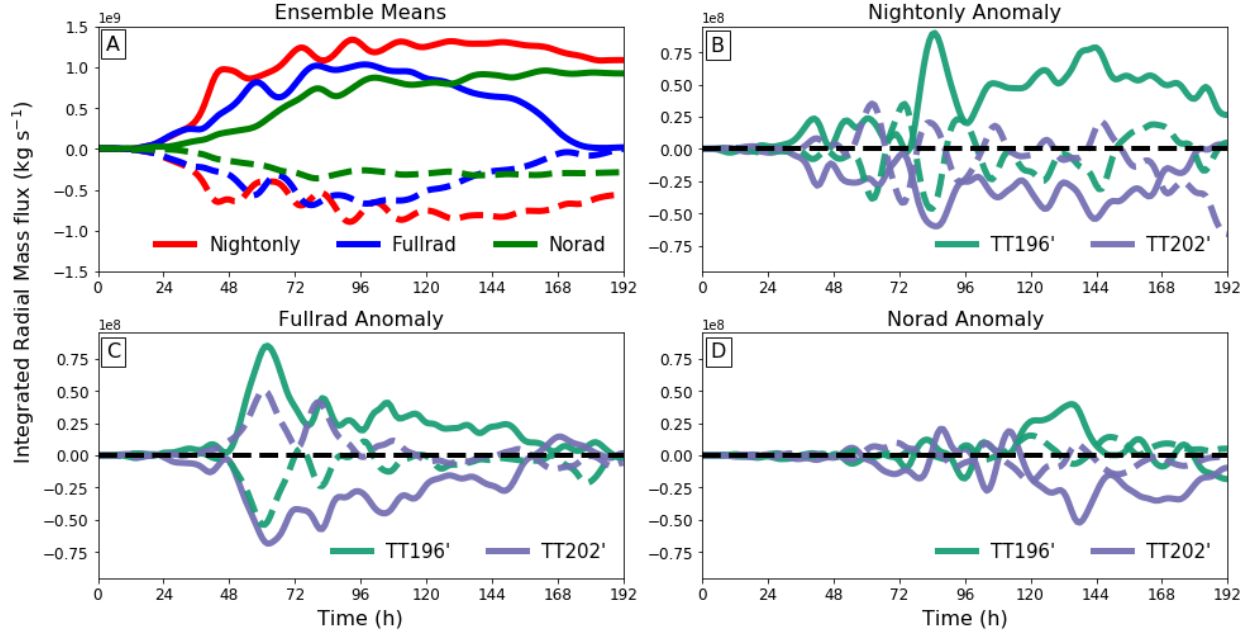 Ensemble Means
Nightonly Anomaly
1e9
1e8
A
B
1.5
1.0
0.5
0.0
−0.5
−1.0
−1.5
0.75
0.50
0.25
0.00
−0.25
−0.50
−0.75
Nightonly
Fullrad
Norad
TT196'
TT202'
0 24 48 72 96 120 144 168 192
0 24 48 72 96 120 144 168 192
Integrated Radial Mass flux (kg s⁻¹)
Fullrad Anomaly
Norad Anomaly
1e8
1e8
C
D
0.75
0.50
0.25
0.00
−0.25
−0.50
−0.75
0.75
0.50
0.25
0.00
−0.25
−0.50
−0.75
TT196'
TT202'
TT196'
TT202'
0 24 48 72 96 120 144 168 192
0 24 48 72 96 120 144 168 192
Time (h)
Time (h)